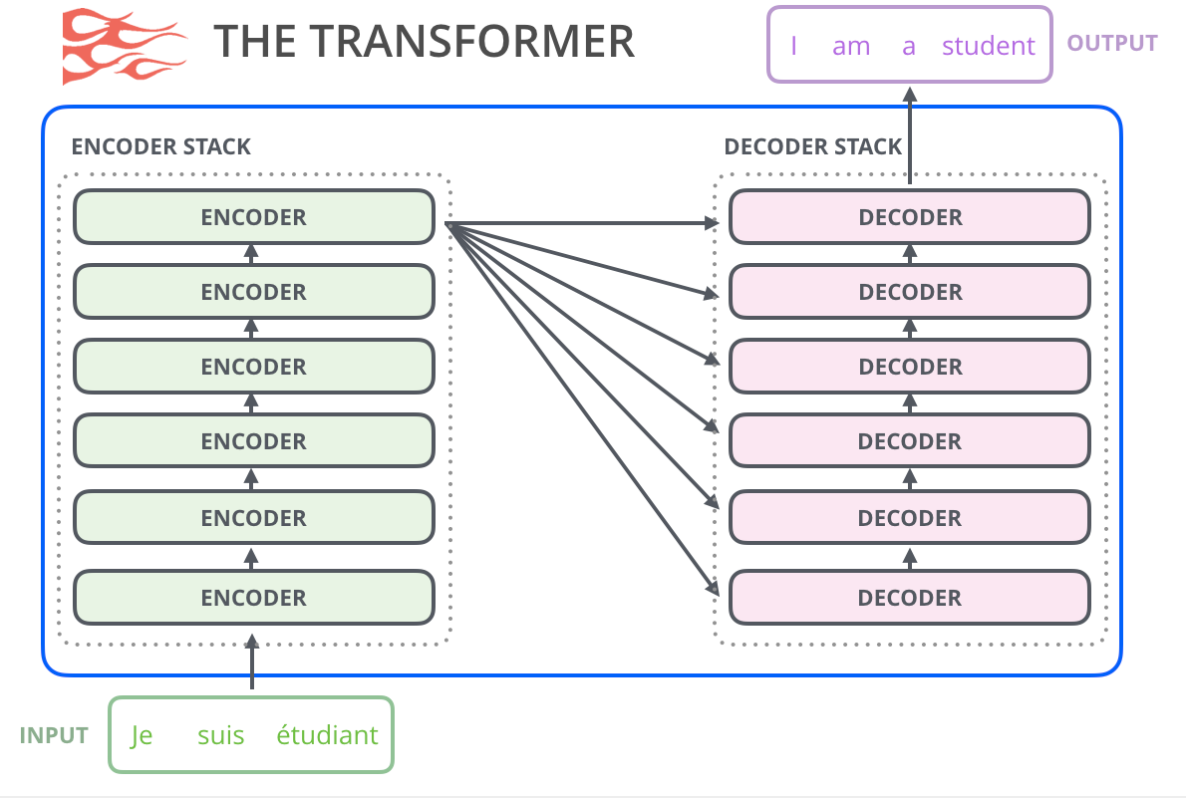 THE TRANSFORMER
I am a student
OUTPUT
ENCODER STACK
ENCODER
ENCODER
ENCODER
ENCODER
ENCODER
ENCODER
DECODER STACK
DECODER
DECODER
DECODER
DECODER
DECODER
DECODER
INPUT
Je suis étudiant